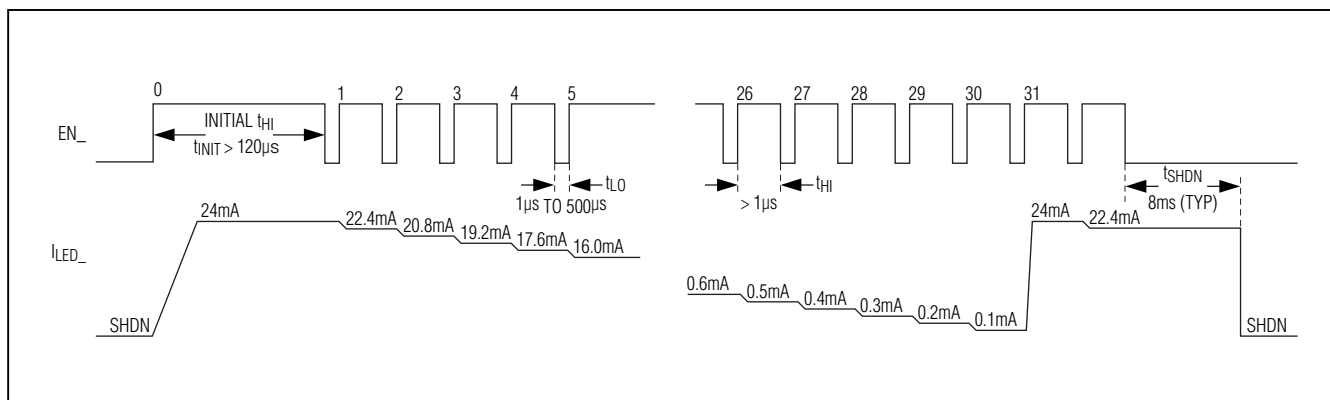 0 1 2 3 4 5 26 27 28 29 30 31
EN_
INITIAL tHI
tINIT > 120µs
tLO
1µs TO 500µs
tHI
> 1µs
tSHDN
8ms (TYP)
ILED_
SHDN
24mA
22.4mA
20.8mA
19.2mA
17.6mA
16.0mA
0.6mA
0.5mA
0.4mA
0.3mA
0.2mA
0.1mA
24mA
22.4mA
SHDN